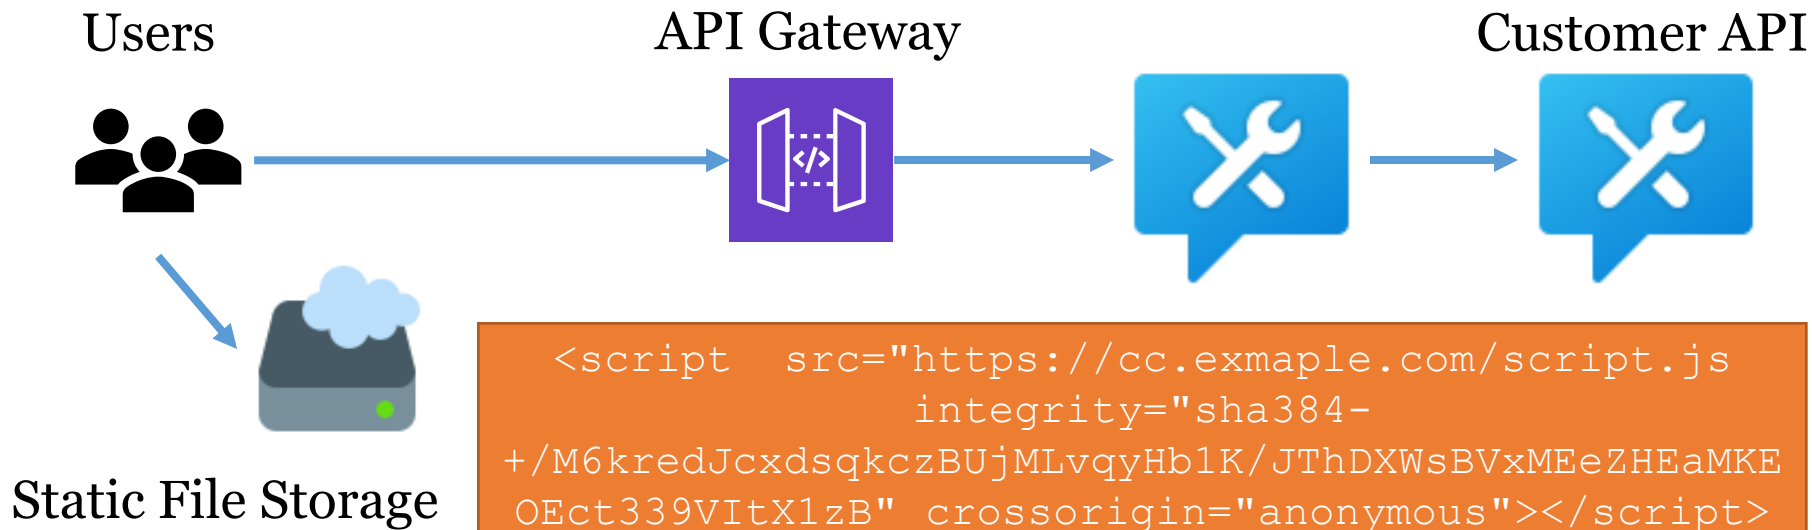 Users
API Gateway
Customer API
</>
Static File Storage
<script  src="https://cc.exmaple.com/script.js
integrity="sha384-
+/M6kredJcxdsqkczBUjMLvqyHb1K/JThDXWsBVxMEeZHEaMKE
OEct339VItX1zB" crossorigin="anonymous"></script>